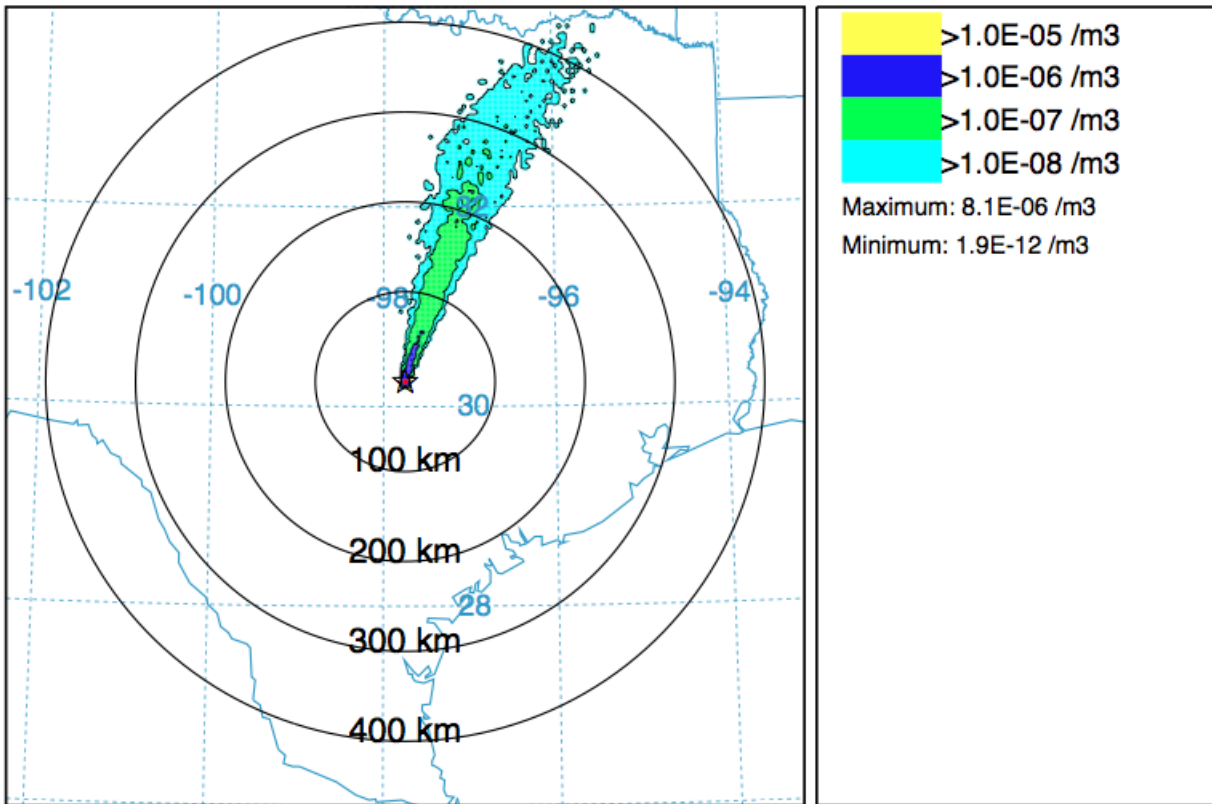 32
-102
-100
-98
-96
-94
30
100 km
200 km
28
300 km
400 km
>1.0E-05 /m3
>1.0E-06 /m3
>1.0E-07 /m3
>1.0E-08 /m3
Maximum: 8.1E-06 /m3
Minimum: 1.9E-12 /m3